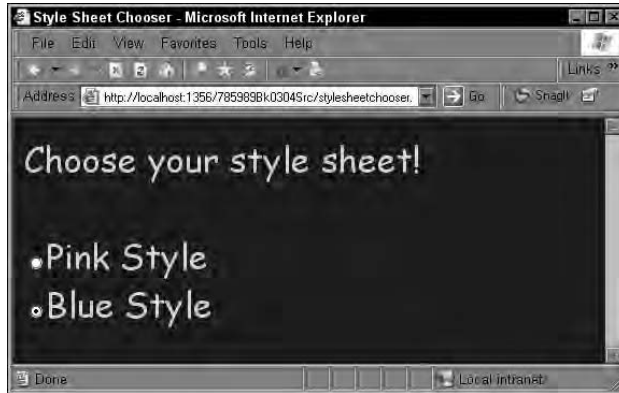 Style Sheet Chooser - Microsoft Internet Explorer
File Edit View Favorites Tools Help
Links »
Address http://localhost:1356/785989Bk0304Src/stylesheetchooser. Go SnagIt
Choose your style sheet!
Pink Style
Blue Style
Done Local intranet